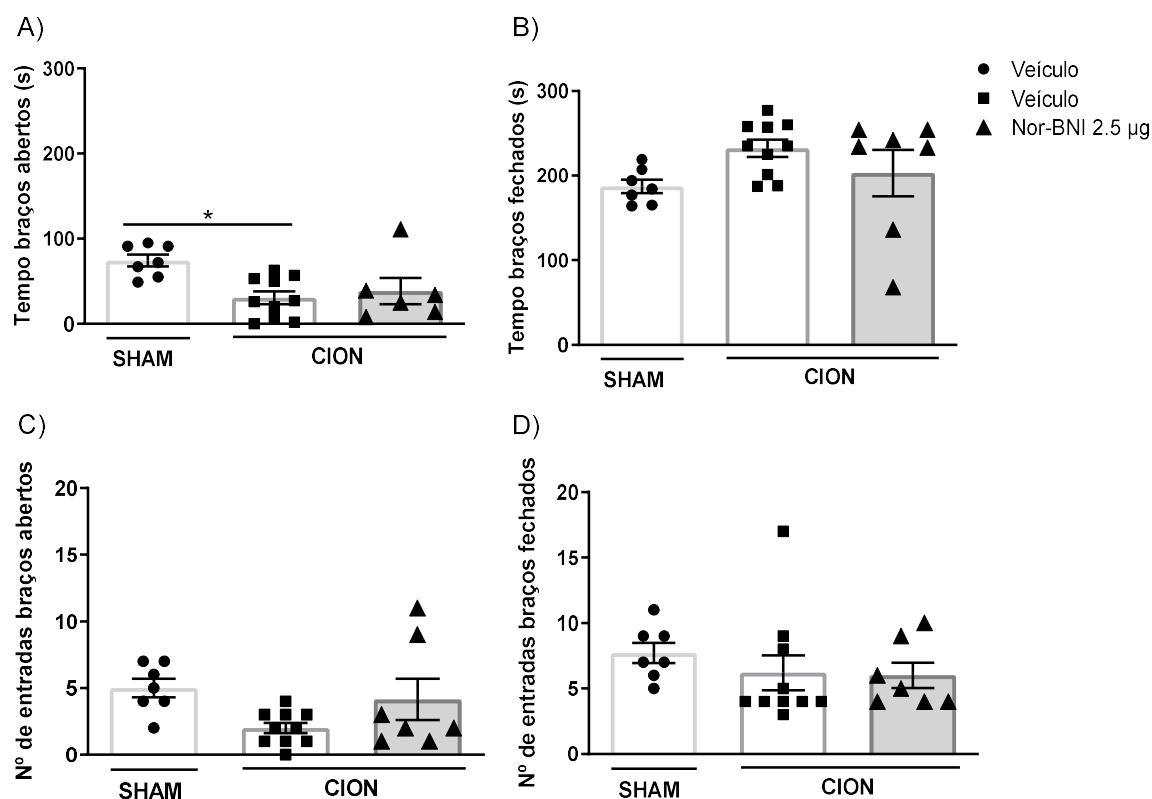 A)
Tempo braços abertos (s)
300
200
100
0
*
SHAM
CION
B)
Tempo braços fechados (s)
300
200
100
0
SHAM
CION
Veículo
Veículo
Nor-BNI 2.5 µg
C)
Nº de entradas braços abertos
20
15
10
5
0
SHAM
CION
D)
Nº de entradas braços fechados
20
15
10
5
0
SHAM
CION